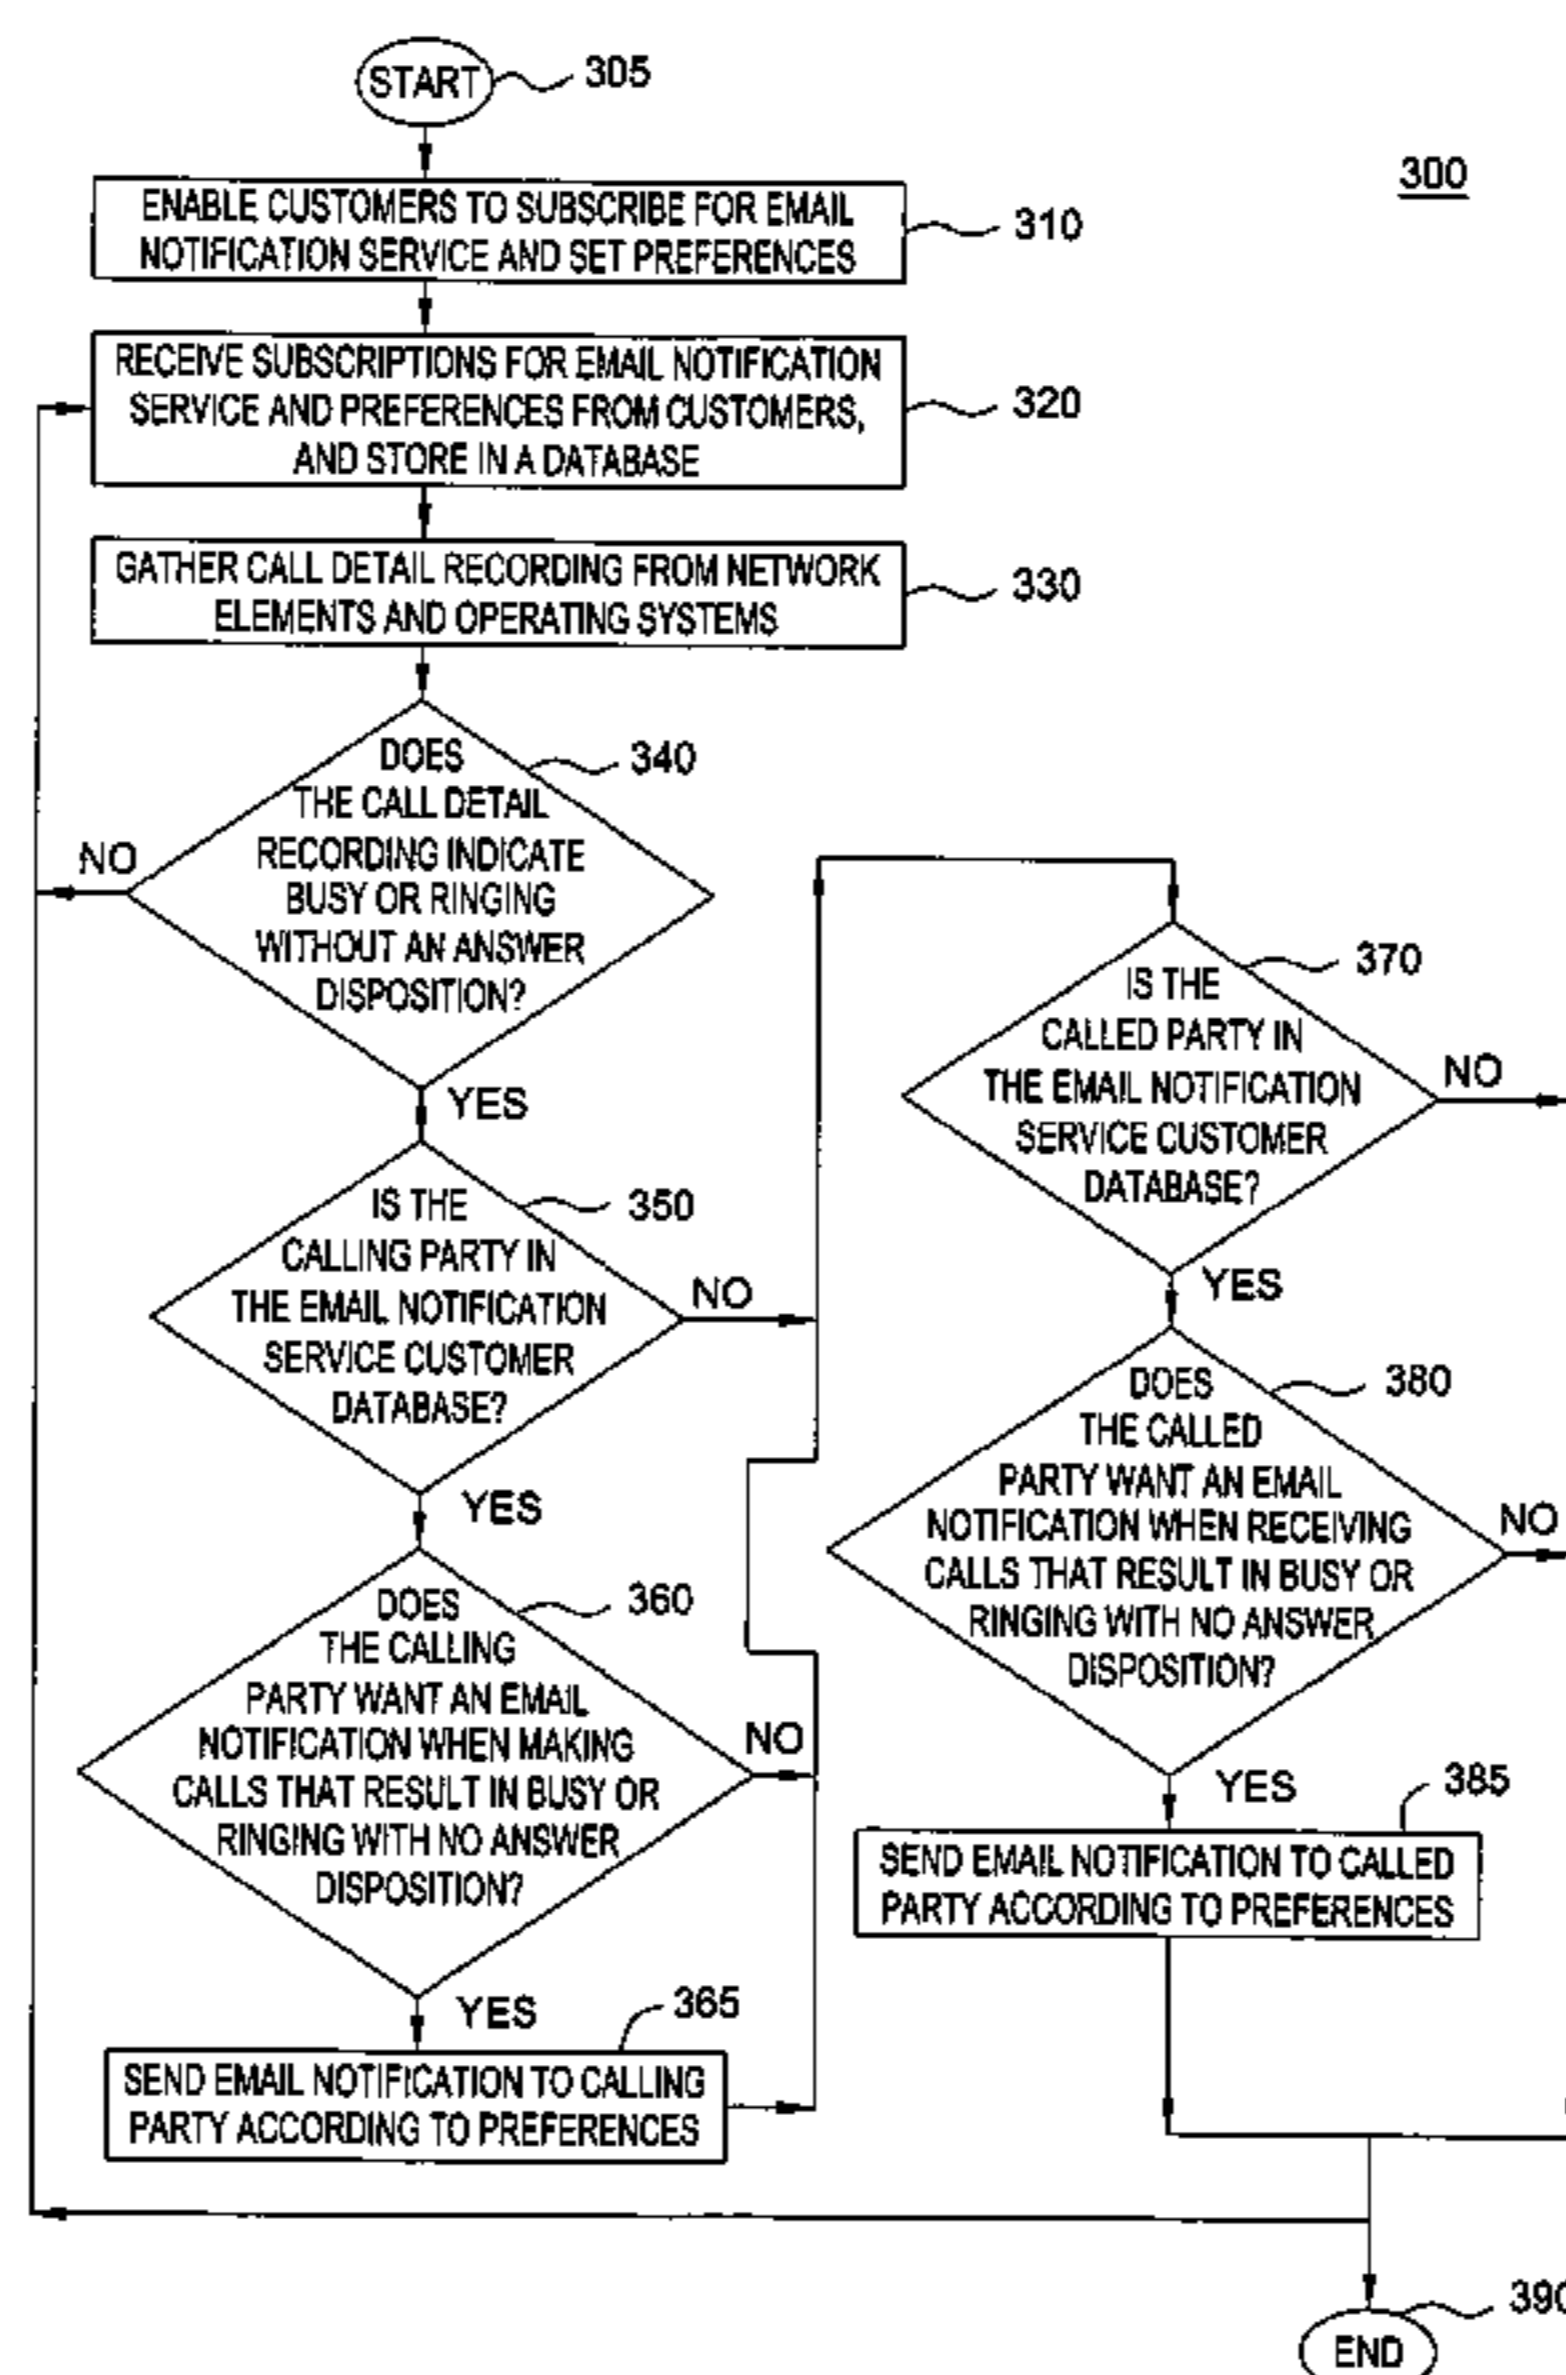 START
305
300
ENABLE CUSTOMERS TO SUBSCRIBE FOR EMAIL
NOTIFICATION SERVICE AND SET PREFERENCES
310
RECEIVE SUBSCRIPTIONS FOR EMAIL NOTIFICATION
SERVICE AND PREFERENCES FROM CUSTOMERS,
AND STORE IN A DATABASE
320
GATHER CALL DETAIL RECORDING FROM NETWORK
ELEMENTS AND OPERATING SYSTEMS
330
DOES
THE CALL DETAIL
RECORDING INDICATE
BUSY OR RINGING
WITHOUT AN ANSWER
DISPOSITION?
340
NO
YES
IS THE
CALLING PARTY IN
THE EMAIL NOTIFICATION
SERVICE CUSTOMER
DATABASE?
350
NO
YES
DOES
THE CALLING
PARTY WANT AN EMAIL
NOTIFICATION WHEN MAKING
CALLS THAT RESULT IN BUSY OR
RINGING WITH NO ANSWER
DISPOSITION?
360
NO
YES
365
SEND EMAIL NOTIFICATION TO CALLING
PARTY ACCORDING TO PREFERENCES
IS THE
CALLED PARTY IN
THE EMAIL NOTIFICATION
SERVICE CUSTOMER
DATABASE?
370
NO
YES
DOES
THE CALLED
PARTY WANT AN EMAIL
NOTIFICATION WHEN RECEIVING
CALLS THAT RESULT IN BUSY OR
RINGING WITH NO ANSWER
DISPOSITION?
380
NO
YES
385
SEND EMAIL NOTIFICATION TO CALLED
PARTY ACCORDING TO PREFERENCES
390
END